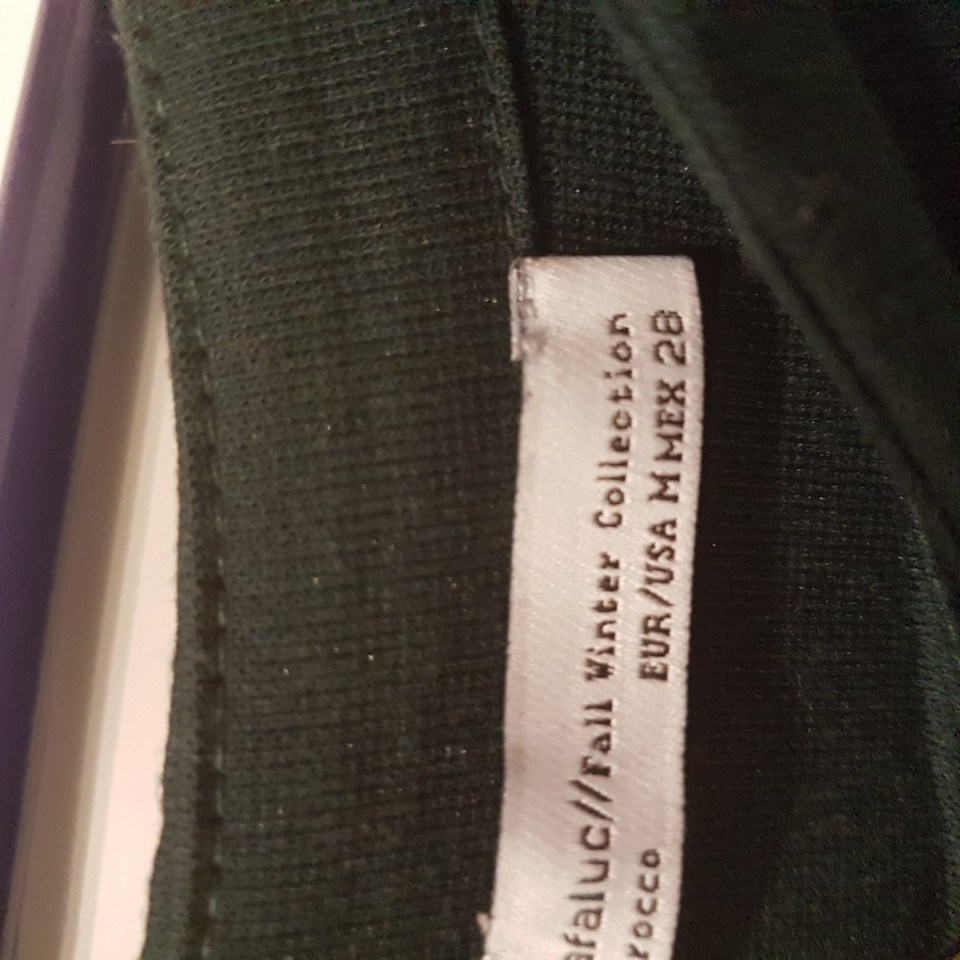 afaluc//Fall Winter Collection
rocco EUR/USA M MEX 28